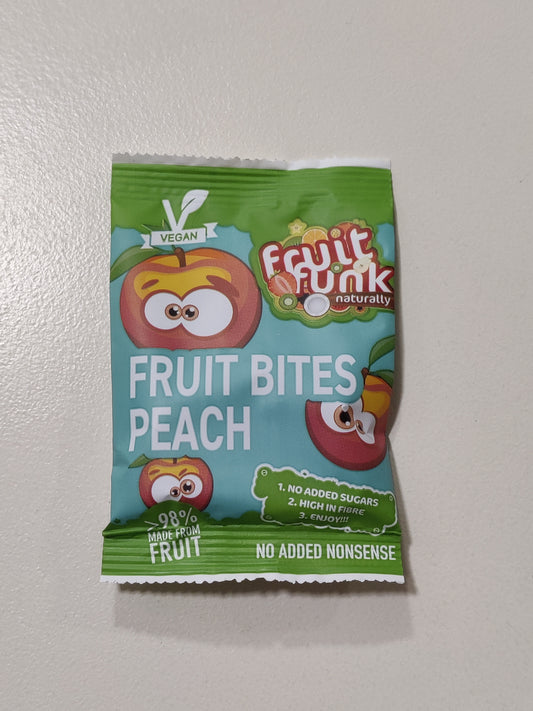 VEGAN
fruit
funk
naturally
FRUIT BITES
PEACH
1. NO ADDED SUGARS
2. HIGH IN FIBRE
3. ENJOY!!!
98%
MADE FROM
FRUIT
NO ADDED NONSENSE